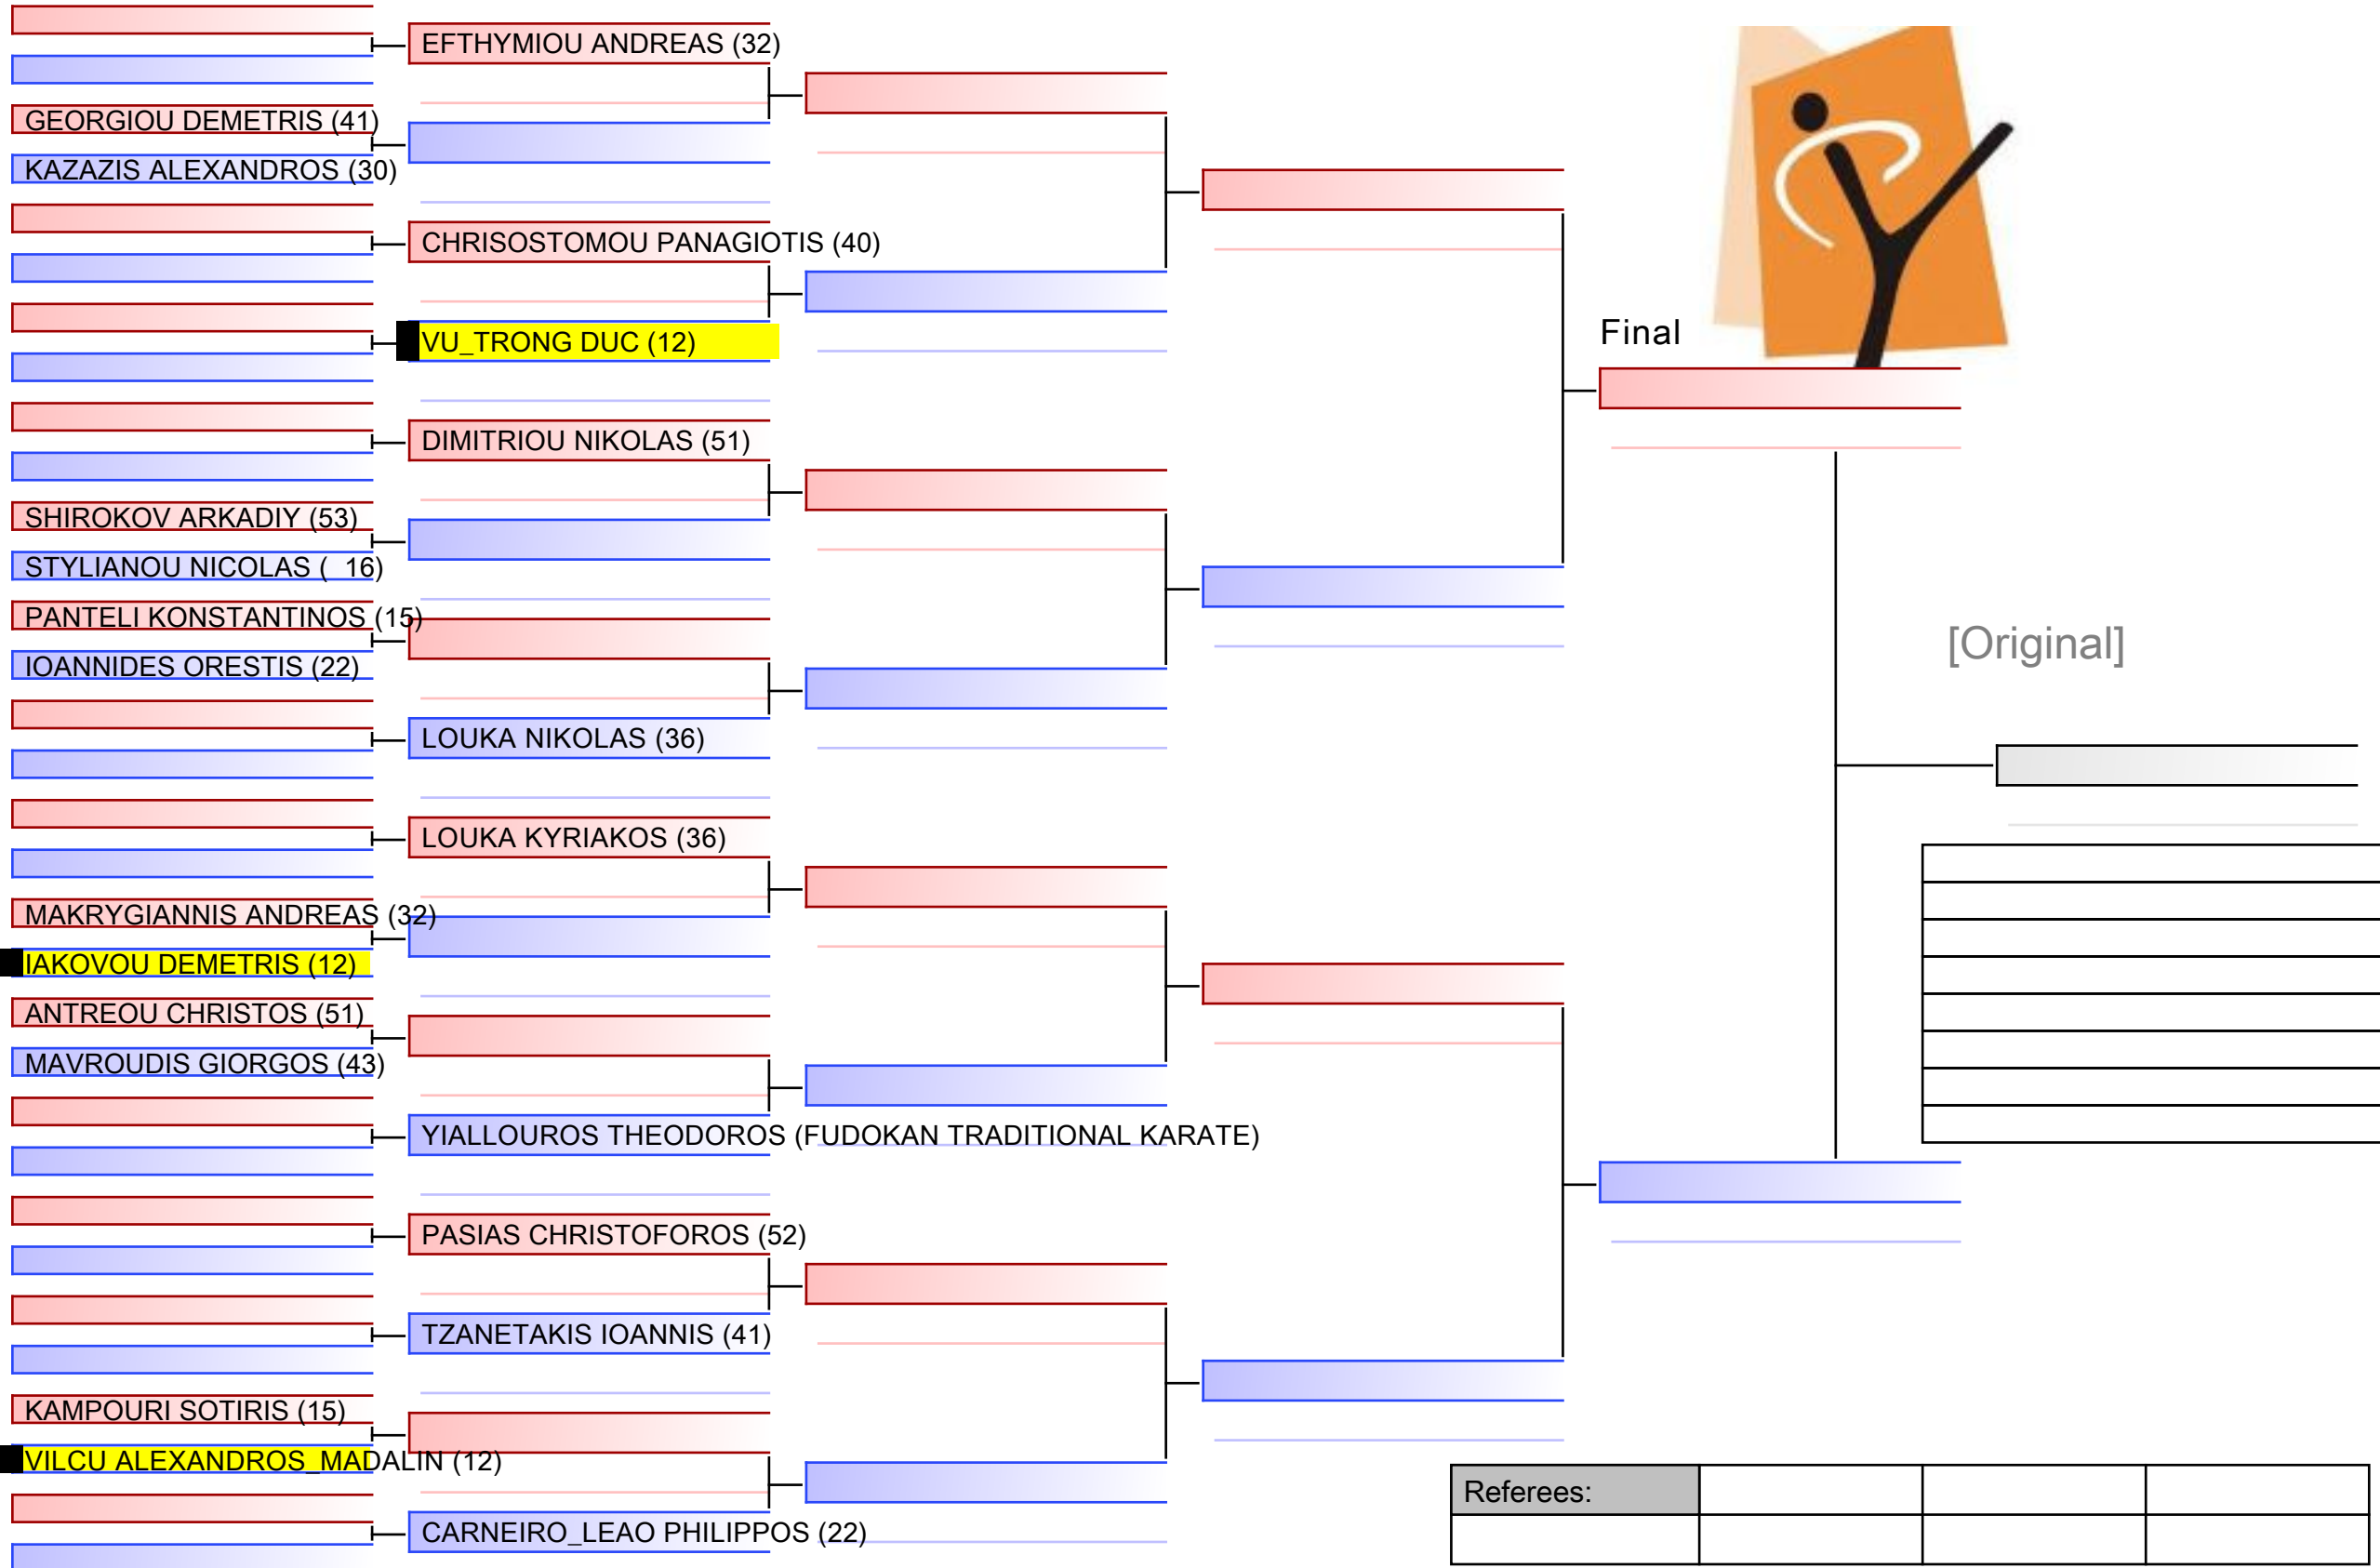 EFTHYMIOU ANDREAS (32)
GEORGIOU DEMETRIS (41)
KAZAZIS ALEXANDROS (30)
CHRISOSTOMOU PANAGIOTIS (40)
VU_TRONG DUC (12)
Final
DIMITRIOU NIKOLAS (51)
SHIROKOV ARKADIY (53)
STYLIANOU NICOLAS ( 16)
PANTELI KONSTANTINOS (15)
[Original]
IOANNIDES ORESTIS (22)
LOUKA NIKOLAS (36)
LOUKA KYRIAKOS (36)
MAKRYGIANNIS ANDREAS (32)
IAKOVOU DEMETRIS (12)
ANTREOU CHRISTOS (51)
MAVROUDIS GIORGOS (43)
YIALLOUROS THEODOROS (FUDOKAN TRADITIONAL KARATE)
PASIAS CHRISTOFOROS (52)
TZANETAKIS IOANNIS (41)
KAMPOURI SOTIRIS (15)
VILCU ALEXANDROS_MADALIN (12)
Referees:
CARNEIRO_LEAO PHILIPPOS (22)